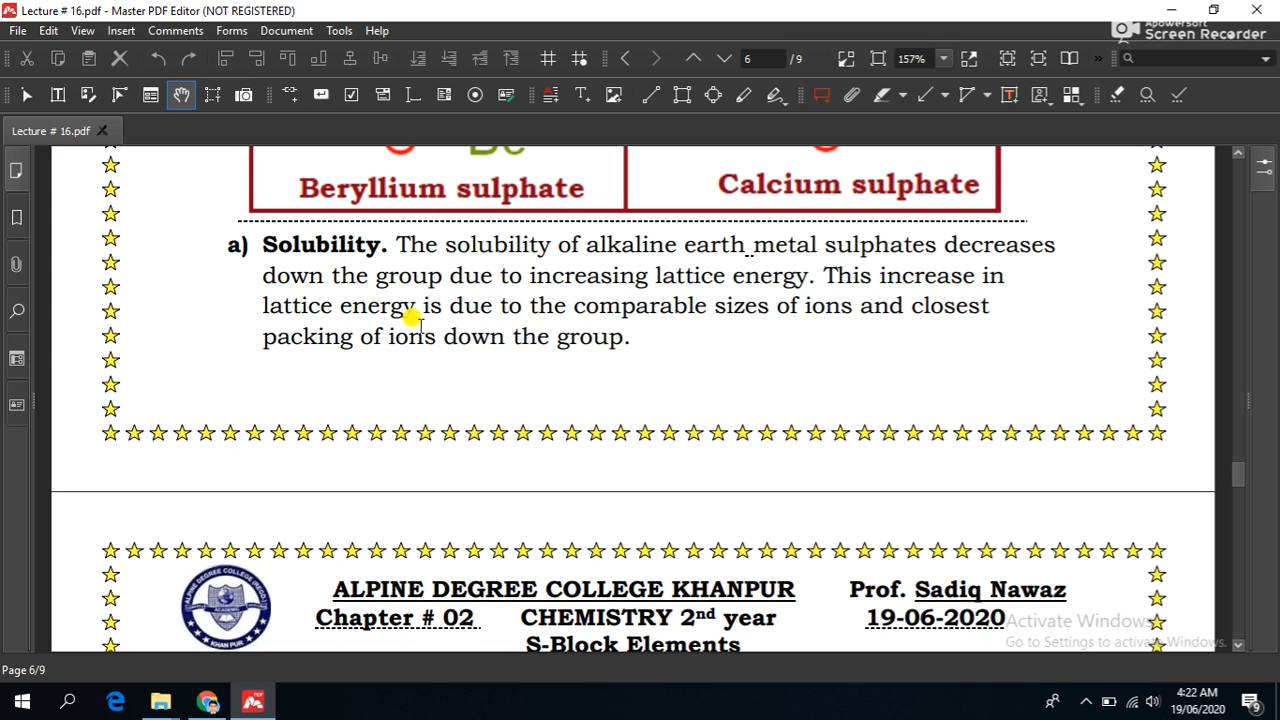 Lecture # 16.pdf - Master PDF Editor (NOT REGISTERED)
File Edit View Insert Comments Forms Document Tools Help
Apowersoft
Screen Recorder
6 / 9 157%
Lecture # 16.pdf
Beryllium sulphate Calcium sulphate
a) Solubility. The solubility of alkaline earth metal sulphates decreases
down the group due to increasing lattice energy. This increase in
lattice energy is due to the comparable sizes of ions and closest
packing of ions down the group.
ALPINE DEGREE COLLEGE KHANPUR Prof. Sadiq Nawaz
Chapter # 02 CHEMISTRY 2nd year 19-06-2020
S-Block Elements
Activate Windows
Go to Settings to activate Windows.
Page 6/9
4:22 AM
19/06/2020
9